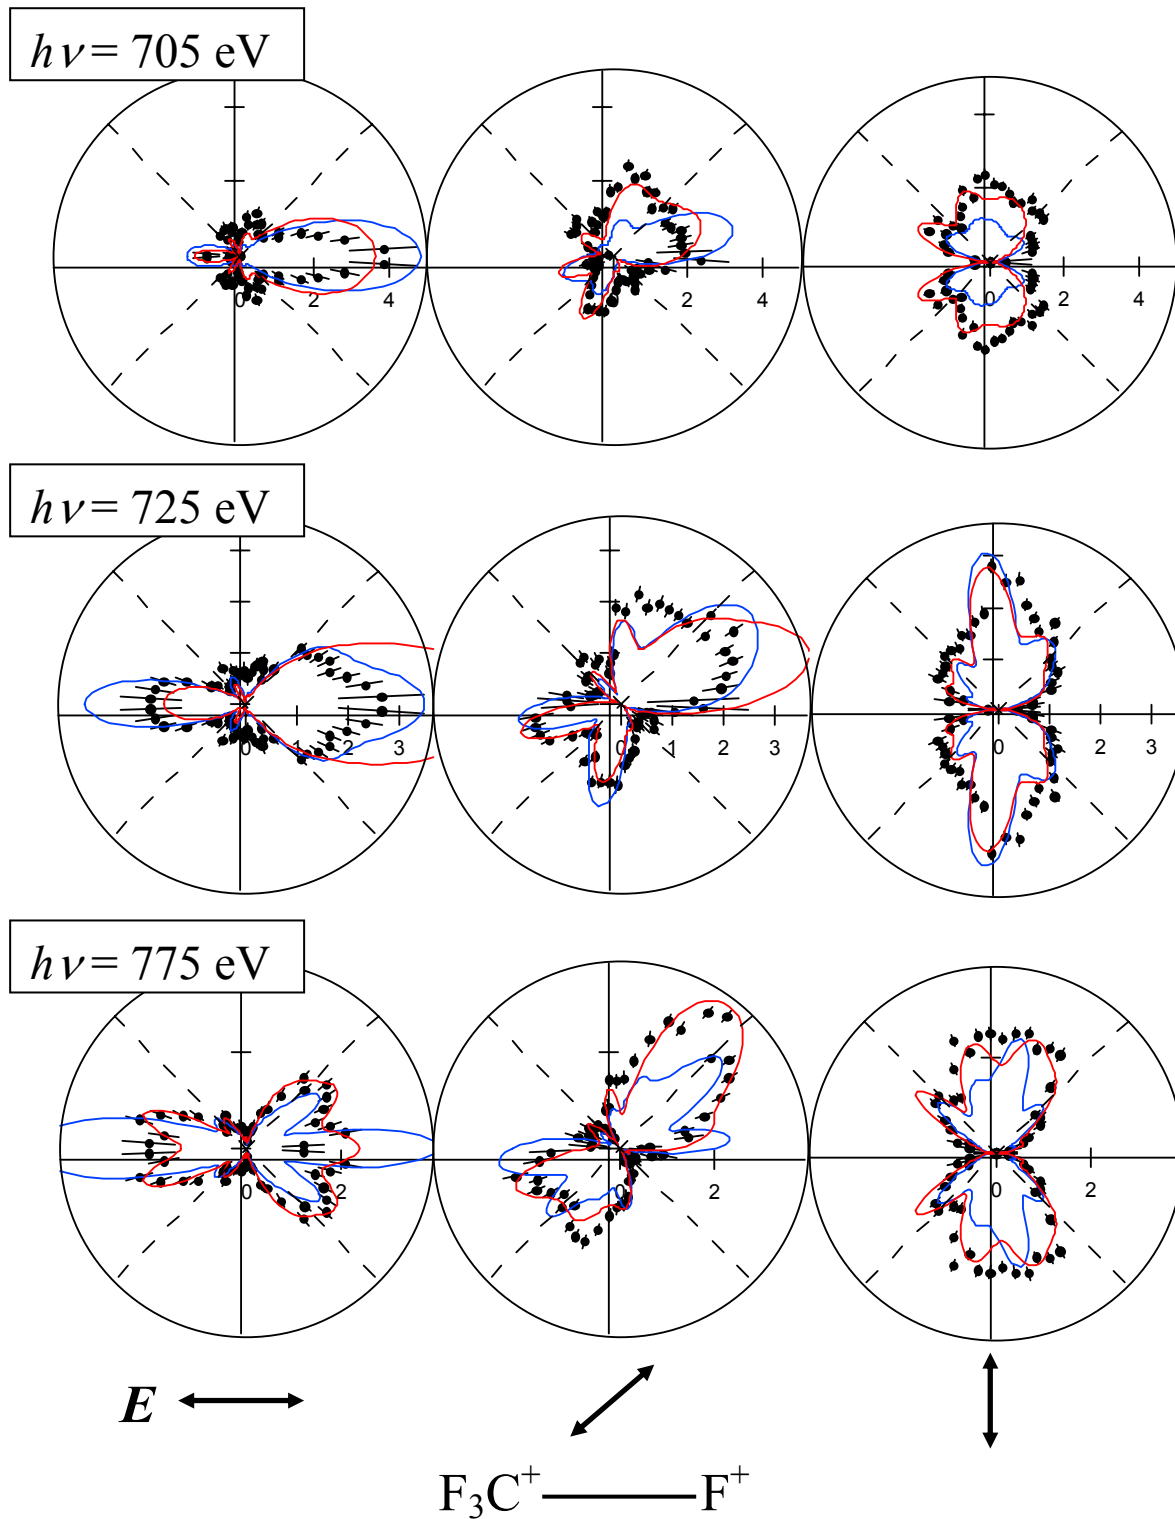 hν = 705 eV
0 2 4 0 2 4 0 2 4
hν = 725 eV
0 1 2 3 0 1 2 3 0 1 2 3
hν = 775 eV
0 2 0 2 0 2
E
F₃C⁺ F⁺